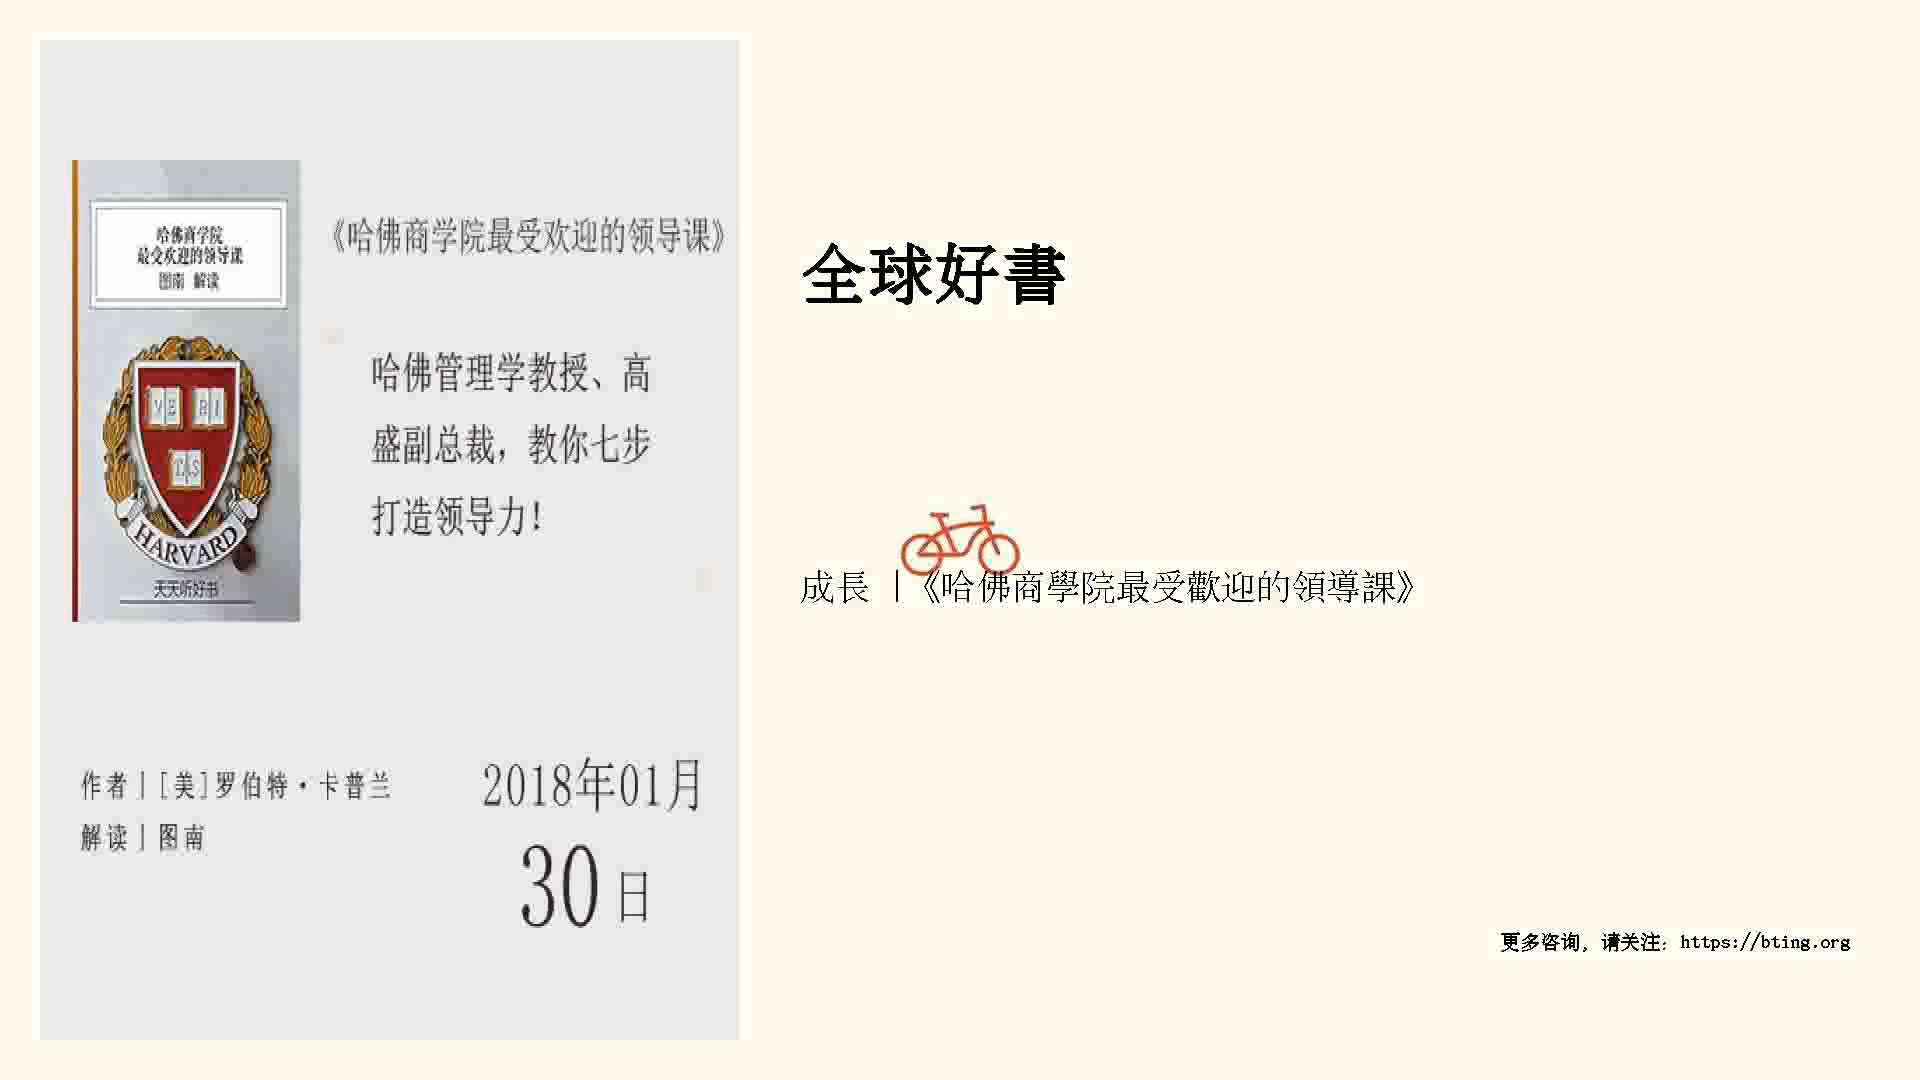 哈佛商学院
最受欢迎的领导课
图南 解读
VE RI
TAS
HARVARD
天天听好书
《哈佛商学院最受欢迎的领导课》
哈佛管理学教授、高
盛副总裁，教你七步
打造领导力！
作者丨[美]罗伯特·卡普兰
解读丨图南
2018年01月
30日
全球好書
成長 |《哈佛商學院最受歡迎的領導課》
更多咨询, 请关注: https://bting.org